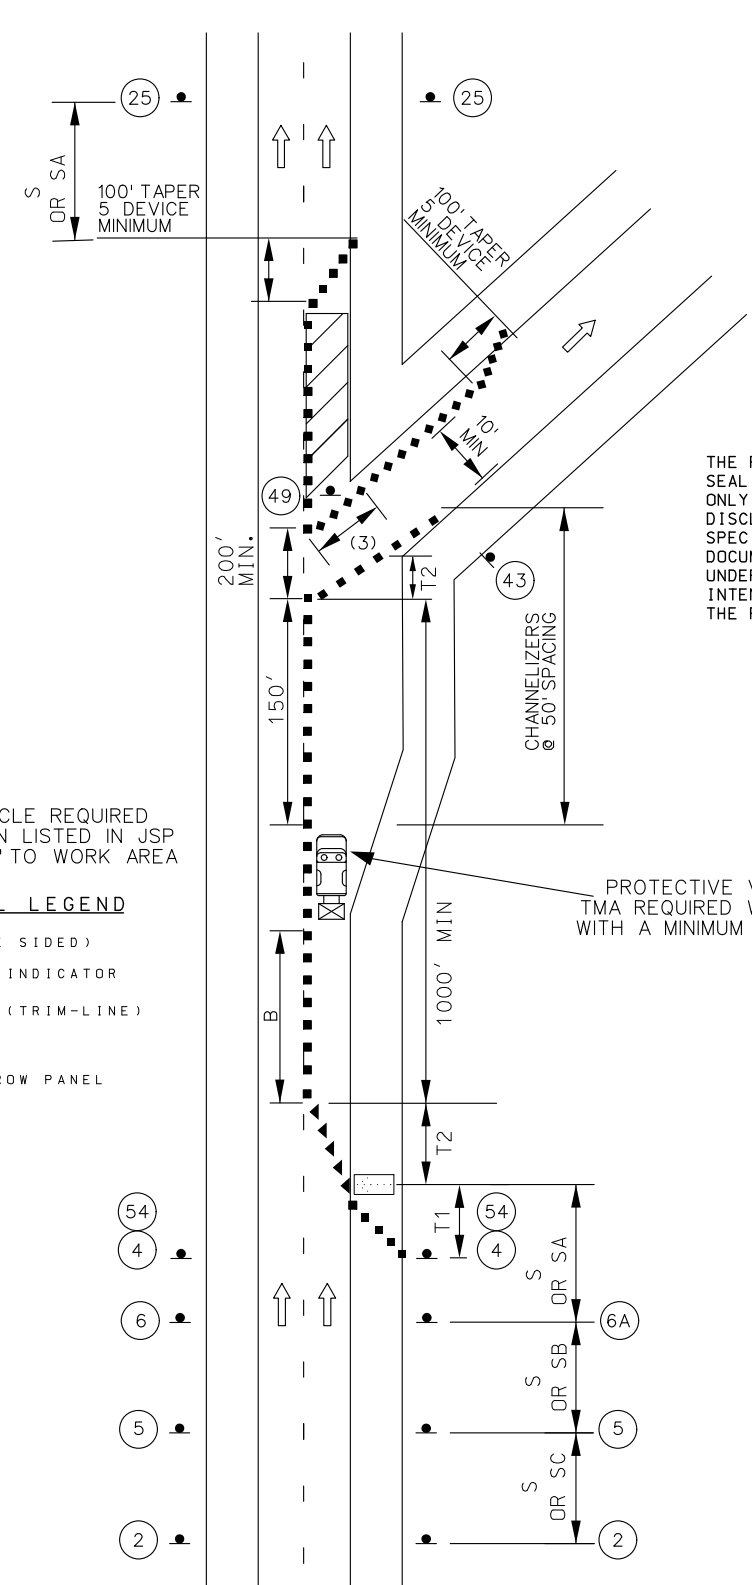 25
25
S
OR SA
100' TAPER
5 DEVICE
MINIMUM
100' TAPER
5 DEVICE
MINIMUM
10'
MIN
49
(3)
200'
MIN.
T2
43
THE
SEAL
ONLY
DISCL
SPEC
DOCUM
UNDER
INTEN
THE
CHANNELIZERS
@ 50' SPACING
150'
CLE REQUIRED
N LISTED IN JSP
' TO WORK AREA
L LEGEND
SIDED)
INDICATOR
(TRIM-LINE)
ROW PANEL
PROTECTIVE
TMA REQUIRED
WITH A MINIMUM
1000' MIN
B
T2
54
4
T1
54
4
S
OR SA
6
6A
S
OR SB
5
5
S
OR SC
2
2